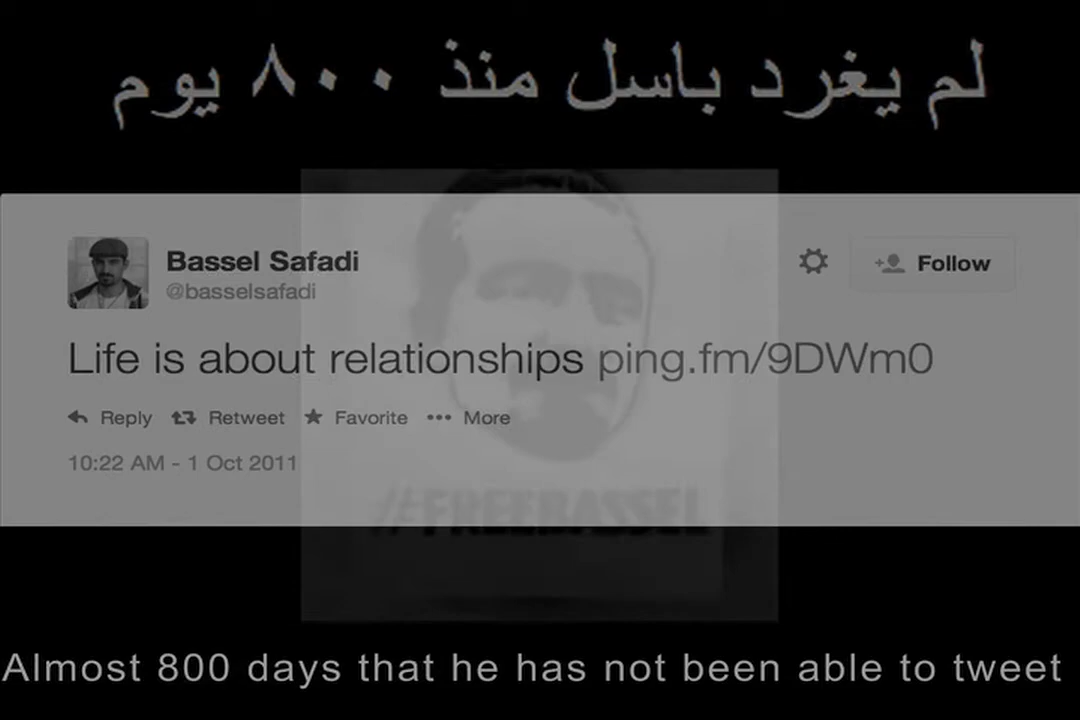 لم يغرد باسل منذ ٨٠٠ يوم
Bassel Safadi
@basselsafadi
Follow
Life is about relationships ping.fm/9DWm0
Reply Retweet Favorite More
10:22 AM - 1 Oct 2011
#FREEBASSEL
Almost 800 days that he has not been able to tweet